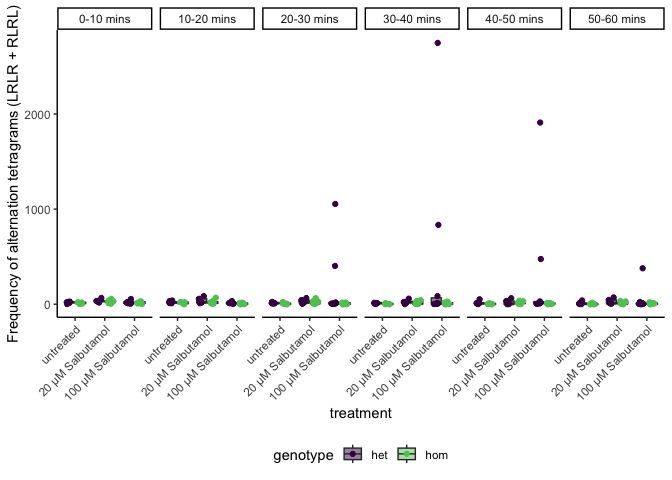 0-10 mins
10-20 mins
20-30 mins
30-40 mins
40-50 mins
50-60 mins
Frequency of alternation tetragrams (LRLR + RLRL)
2000
1000
0
untreated
20 µM Salbutamol
100 µM Salbutamol
untreated
20 µM Salbutamol
100 µM Salbutamol
untreated
20 µM Salbutamol
100 µM Salbutamol
untreated
20 µM Salbutamol
100 µM Salbutamol
untreated
20 µM Salbutamol
100 µM Salbutamol
untreated
20 µM Salbutamol
100 µM Salbutamol
treatment
genotype het hom